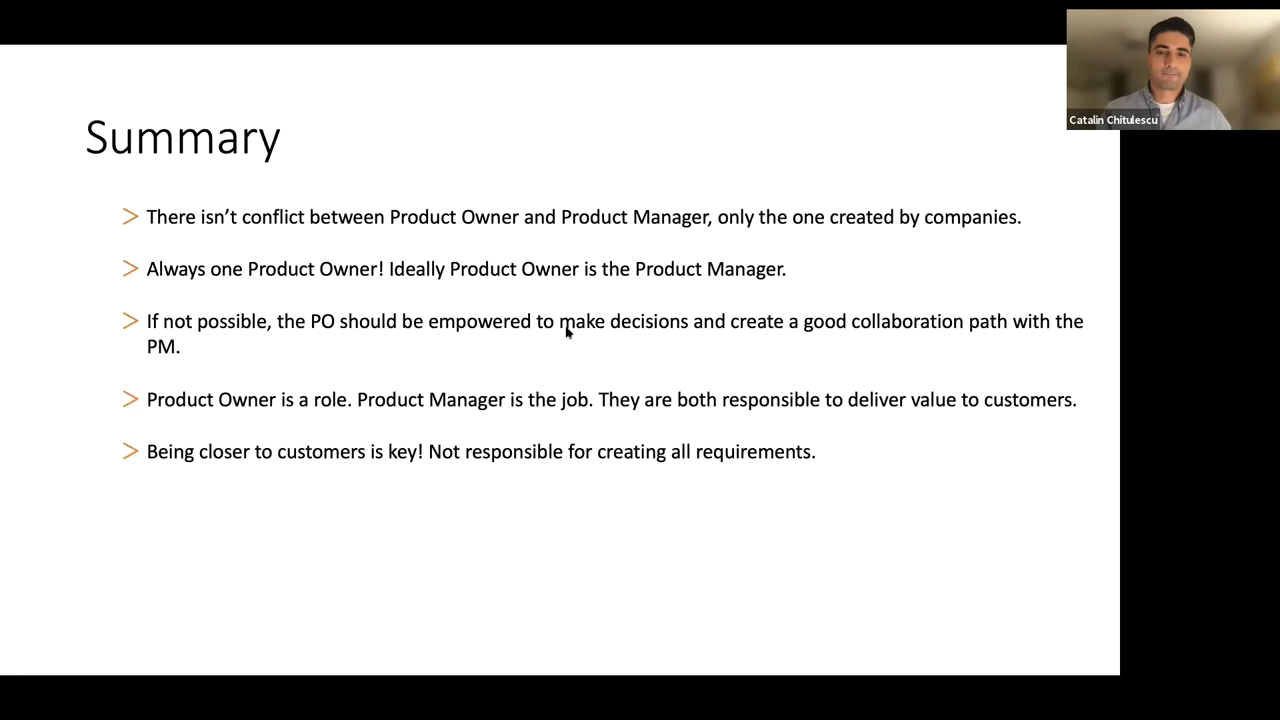 Catalin Chitulescu
Summary
> There isn’t conflict between Product Owner and Product Manager, only the one created by companies.
> Always one Product Owner! Ideally Product Owner is the Product Manager.
> If not possible, the PO should be empowered to make decisions and create a good collaboration path with the
PM.
> Product Owner is a role. Product Manager is the job. They are both responsible to deliver value to customers.
> Being closer to customers is key! Not responsible for creating all requirements.